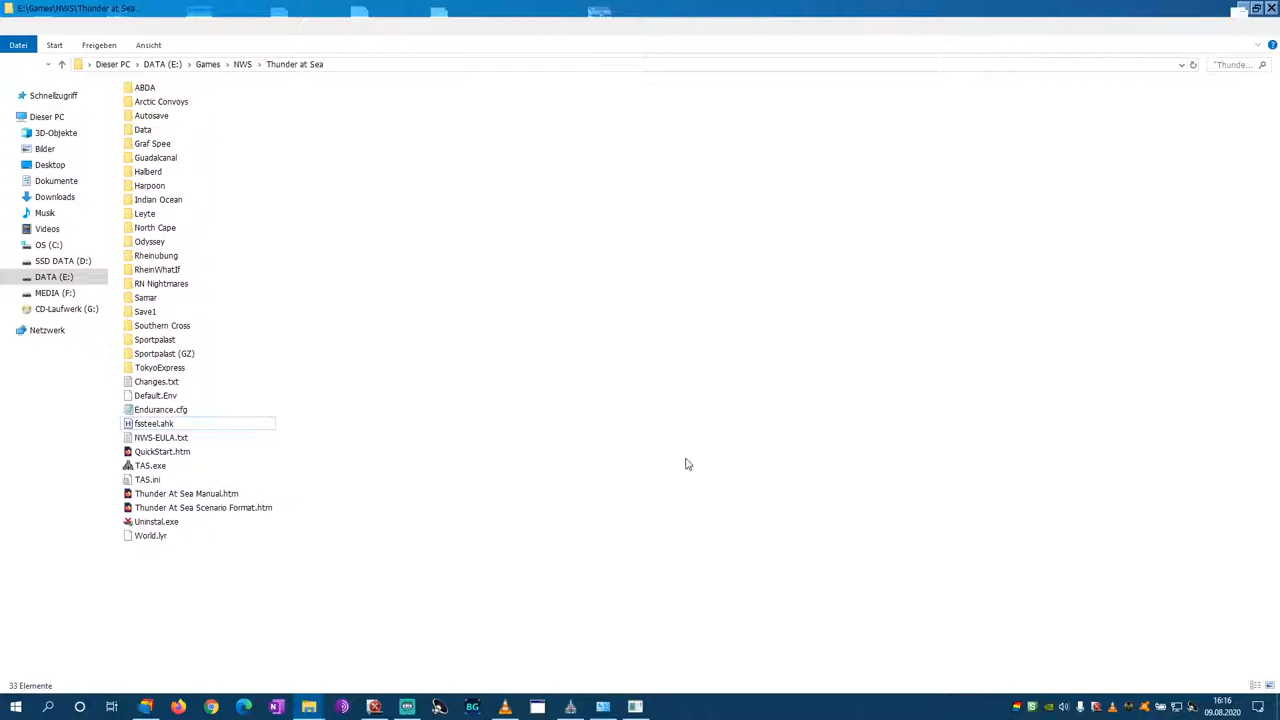 E:\Games\NWS\Thunder at Sea
Datei Start Freigeben Ansicht
Dieser PC DATA (E:) Games NWS Thunder at Sea "Thunde...
Schnellzugriff
Dieser PC
3D-Objekte
Bilder
Desktop
Dokumente
Downloads
Musik
Videos
OS (C:)
SSD DATA (D:)
DATA (E:)
MEDIA (F:)
CD-Laufwerk (G:)
Netzwerk
ABDA
Arctic Convoys
Autosave
Data
Graf Spee
Guadalcanal
Halberd
Harpoon
Indian Ocean
Leyte
North Cape
Odyssey
Rheinubung
RheinWhatIf
RN Nightmares
Samar
Save1
Southern Cross
Sportpalast
Sportpalast (GZ)
TokyoExpress
Changes.txt
Default.Env
Endurance.cfg
fssteel.ahk
NWS-EULA.txt
QuickStart.htm
TAS.exe
TAS.ini
Thunder At Sea Manual.htm
Thunder At Sea Scenario Format.htm
Uninstal.exe
World.lyr
33 Elemente
BG
16:16
09.08.2020